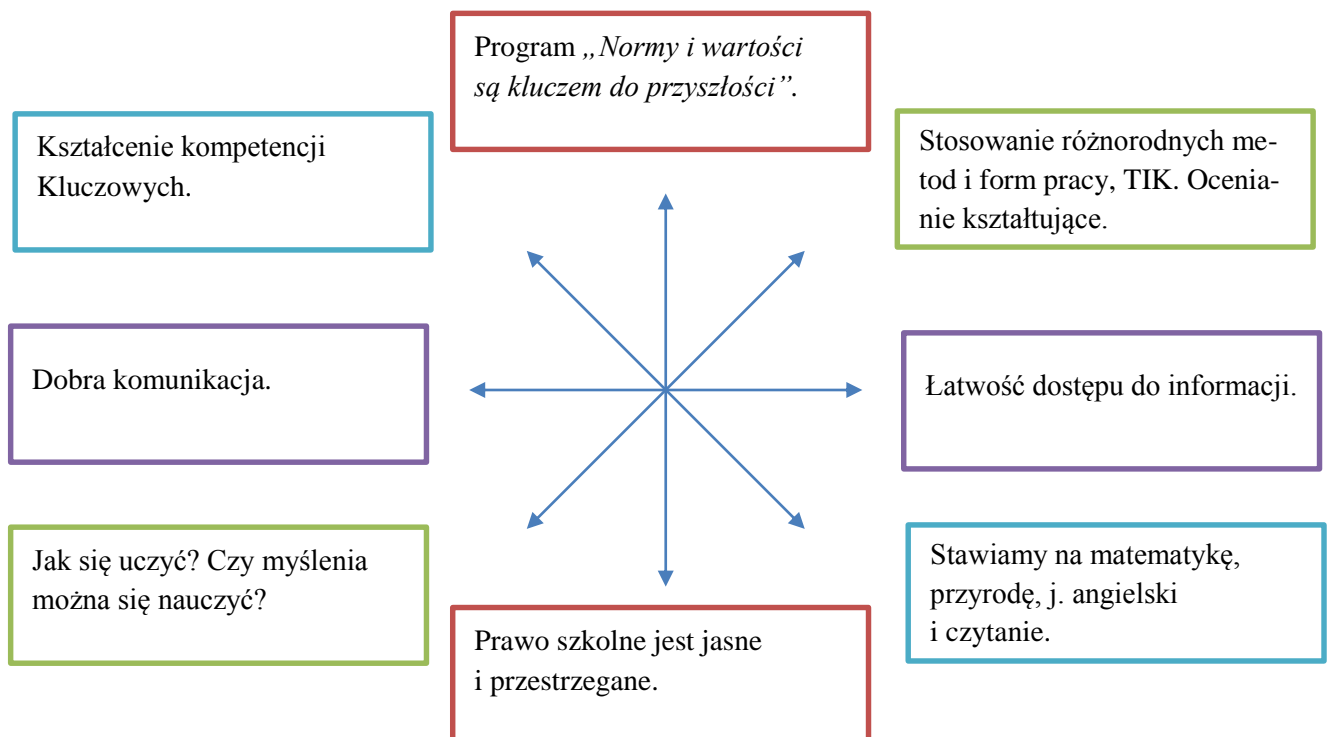 Program „Normy i wartości
są kluczem do przyszłości”.
Kształcenie kompetencji
Kluczowych.
Stosowanie różnorodnych me-
tod i form pracy, TIK. Ocenia-
nie kształtujące.
Dobra komunikacja.
Łatwość dostępu do informacji.
Jak się uczyć? Czy myślenia
można się nauczyć?
Stawiamy na matematykę,
przyrodę, j. angielski
i czytanie.
Prawo szkolne jest jasne
i przestrzegane.